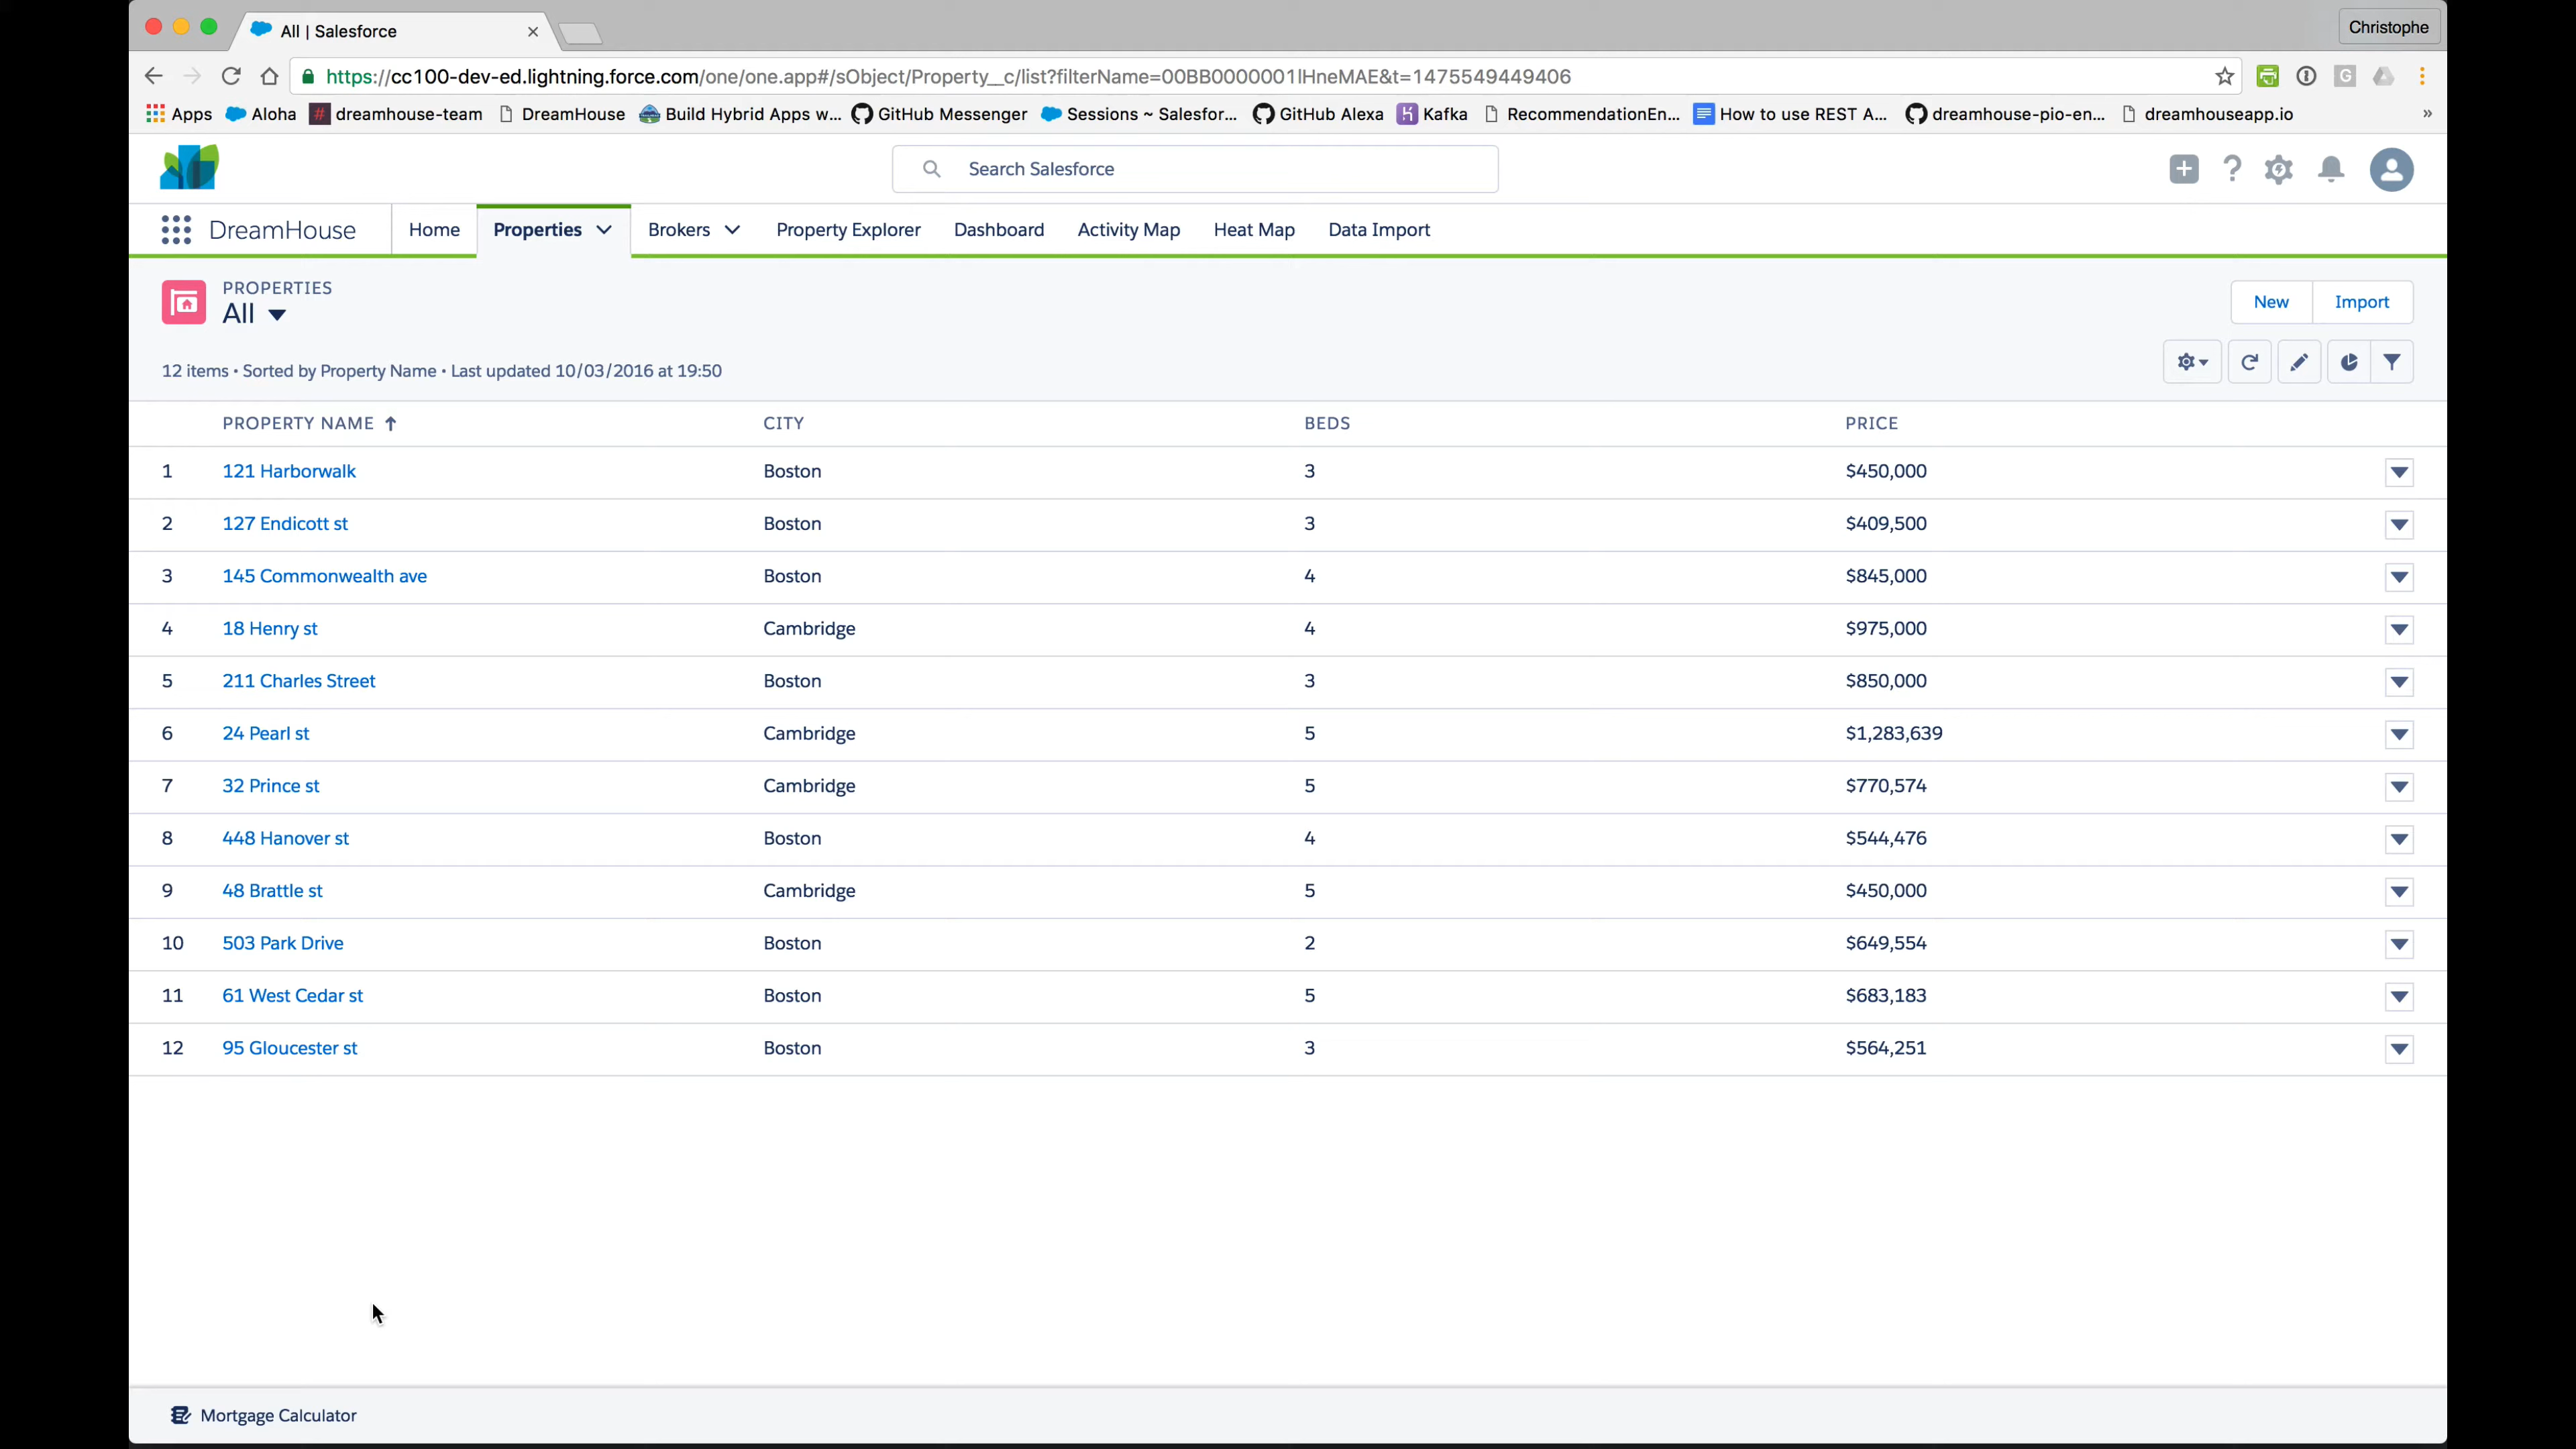 All | Salesforce
Christophe
https://cc100-dev-ed.lightning.force.com/one/one.app#/sObject/Property__c/list?filterName=00BB0000001lHneMAE&t=1475549449406
Apps Aloha # dreamhouse-team DreamHouse Build Hybrid Apps w... GitHub Messenger Sessions ~ Salesfor... GitHub Alexa Kafka RecommendationEn... How to use REST A... dreamhouse-pio-en... dreamhouseapp.io »
Search Salesforce
DreamHouse Home Properties Brokers Property Explorer Dashboard Activity Map Heat Map Data Import
PROPERTIES
All
New Import
12 items • Sorted by Property Name • Last updated 10/03/2016 at 19:50
PROPERTY NAME CITY BEDS PRICE
1 121 Harborwalk Boston 3 $450,000
2 127 Endicott st Boston 3 $409,500
3 145 Commonwealth ave Boston 4 $845,000
4 18 Henry st Cambridge 4 $975,000
5 211 Charles Street Boston 3 $850,000
6 24 Pearl st Cambridge 5 $1,283,639
7 32 Prince st Cambridge 5 $770,574
8 448 Hanover st Boston 4 $544,476
9 48 Brattle st Cambridge 5 $450,000
10 503 Park Drive Boston 2 $649,554
11 61 West Cedar st Boston 5 $683,183
12 95 Gloucester st Boston 3 $564,251
Mortgage Calculator